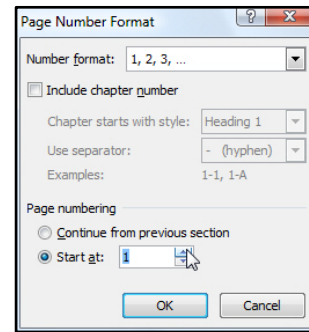 Page Number Format
Number format: 1, 2, 3, ...
Include chapter number
Chapter starts with style: Heading 1
Use separator: - (hyphen)
Examples: 1-1, 1-A
Page numbering
Continue from previous section
Start at: 1
OK Cancel